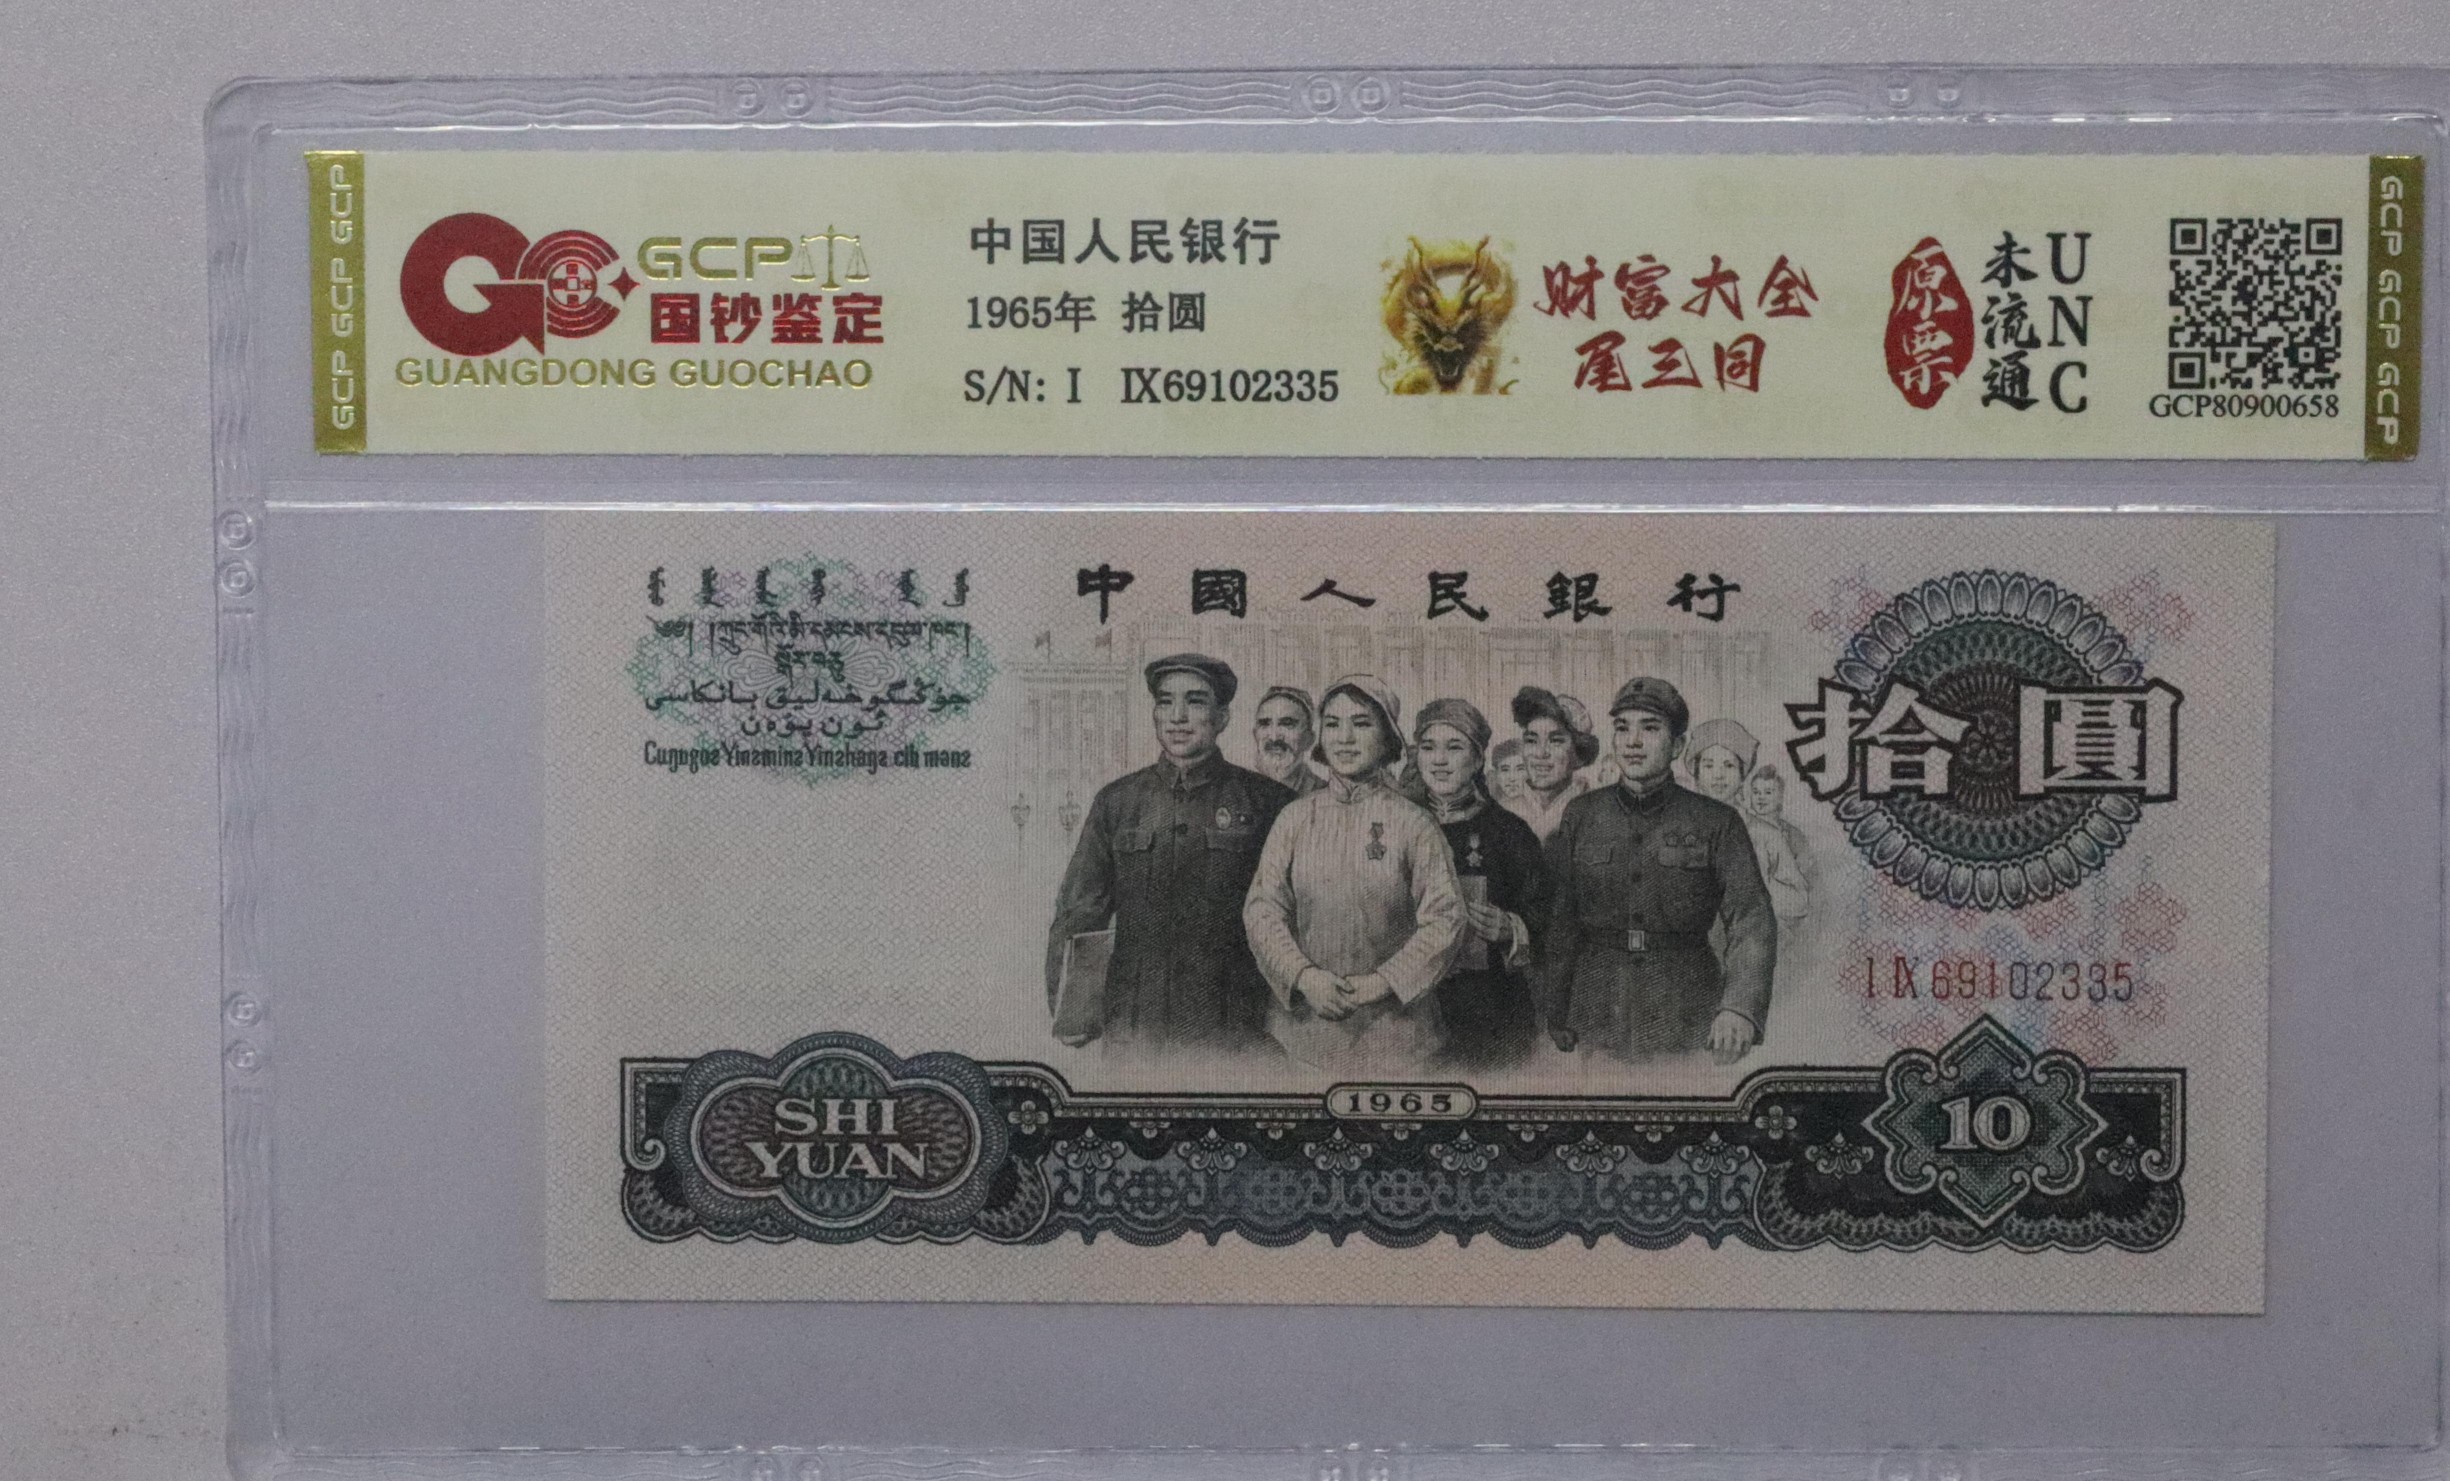 GCP GCP GCP
GCP
国钞鉴定
GUANGDONG GUOCHAO
中国人民银行
1965年 拾圆
S/N: I IX69102335
财富大全
尾三同
原票
未流通
UNC
GCP80900658
GCP GCP GCP
中國人民銀行
拾圓
I IX 69102335
1965
SHI
YUAN
10